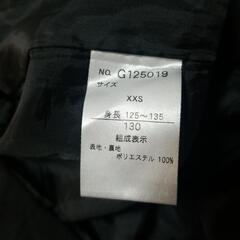 NO. G125019
サイズ
XXS
身長 125～135
130
組成表示
表地・裏地
ポリエステル 100%